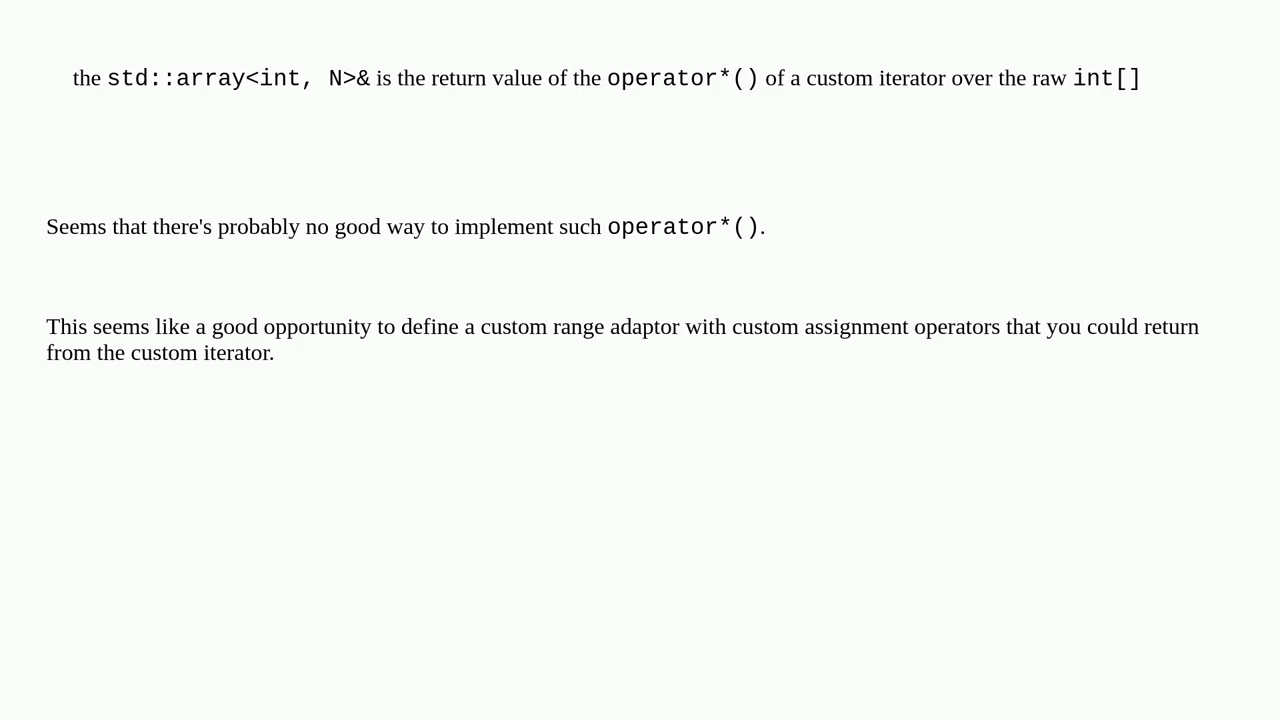 the std::array<int, N>& is the return value of the operator*() of a custom iterator over the raw int[]
Seems that there's probably no good way to implement such operator*().
This seems like a good opportunity to define a custom range adaptor with custom assignment operators that you could return
from the custom iterator.